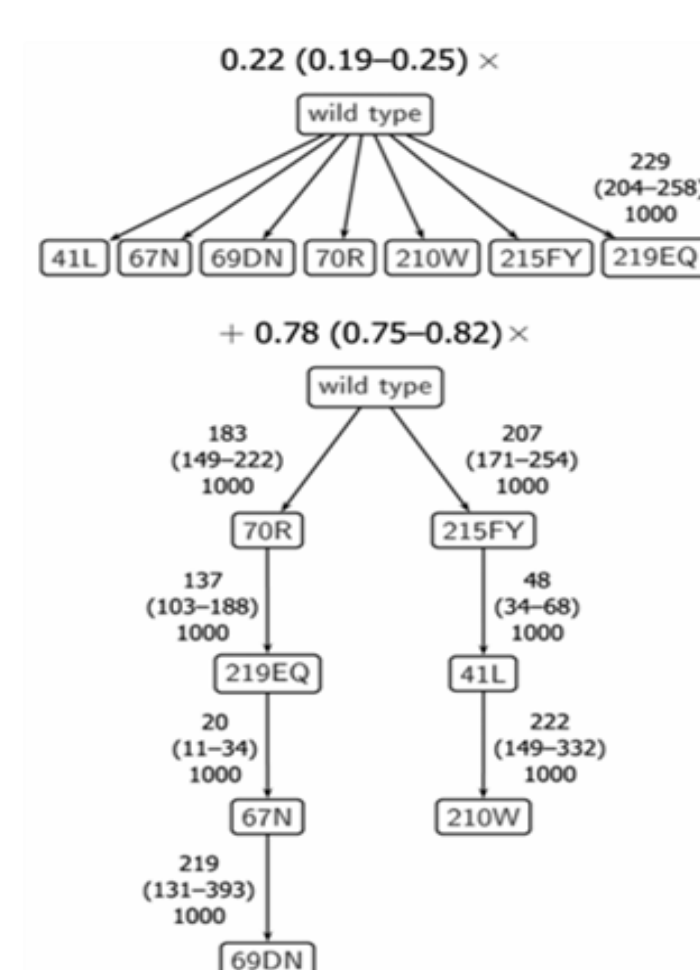 0.22 (0.19–0.25) ×
wild type
229
(204–258)
1000
41L 67N 69DN 70R 210W 215FY 219EQ
+ 0.78 (0.75–0.82) ×
wild type
183
(149–222)
1000
207
(171–254)
1000
70R 215FY
137
(103–188)
1000
48
(34–68)
1000
219EQ 41L
20
(11–34)
1000
222
(149–332)
1000
67N 210W
219
(131–393)
1000
69DN